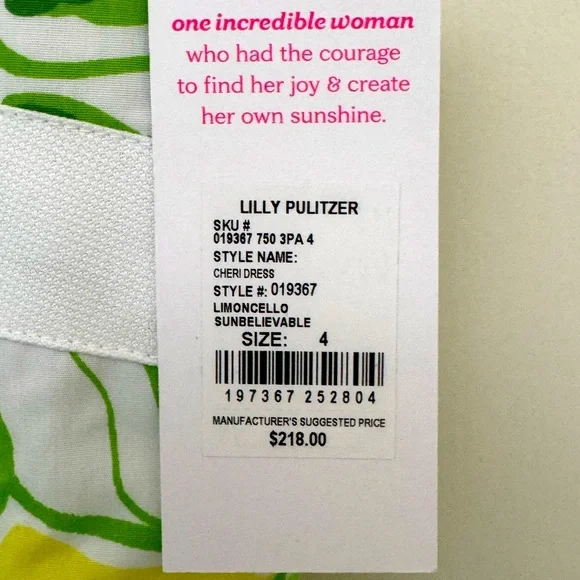 one incredible woman
who had the courage
to find her joy & create
her own sunshine.
LILLY PULITZER
SKU #
019367 750 3PA 4
STYLE NAME:
CHERI DRESS
STYLE #: 019367
LIMONCELLO
SUNBELIEVABLE
SIZE: 4
197367 252804
MANUFACTURER'S SUGGESTED PRICE
$218.00